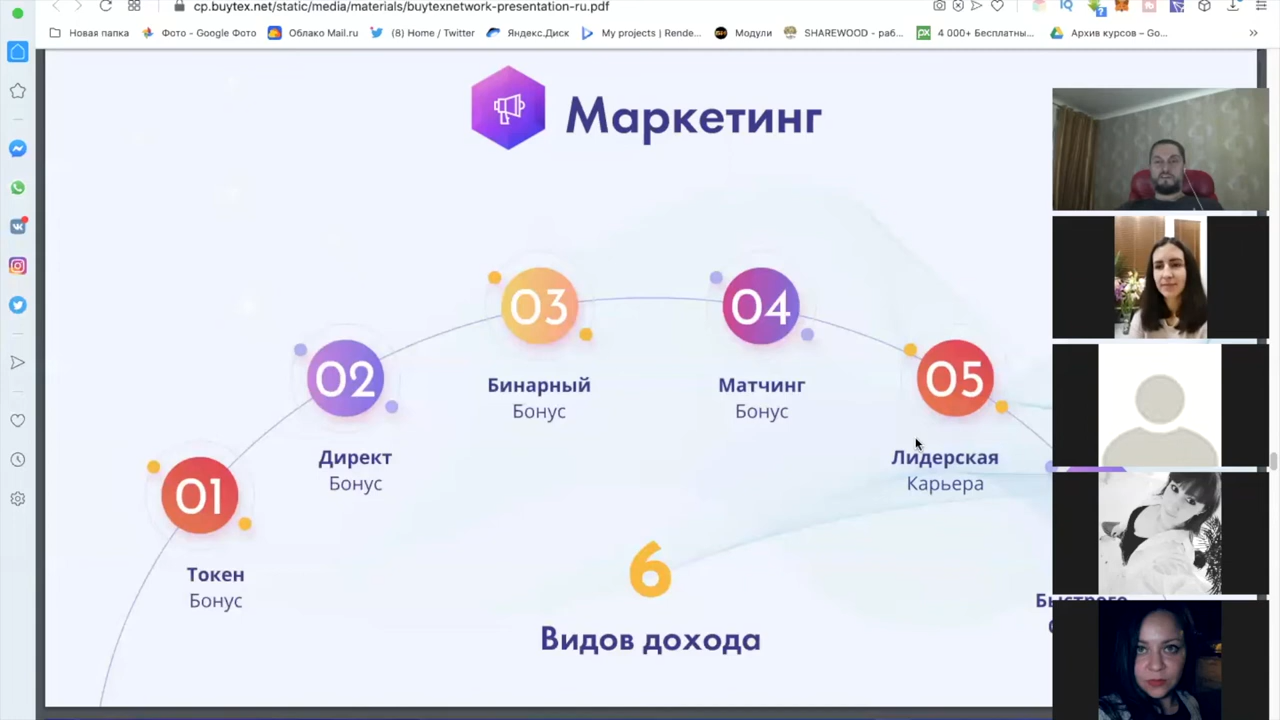 cp.buytex.net/static/media/materials/buytexnetwork-presentation-ru.pdf
Новая папка
Фото - Google Фото
Облако Mail.ru
(8) Home / Twitter
Яндекс.Диск
My projects | Rende...
Модули
SHAREWOOD - раб...
4 000+ Бесплатны...
Архив курсов – Go...
Маркетинг
01
Токен
Бонус
02
Директ
Бонус
03
Бинарный
Бонус
04
Матчинг
Бонус
05
Лидерская
Карьера
Быстрого
6
Видов дохода